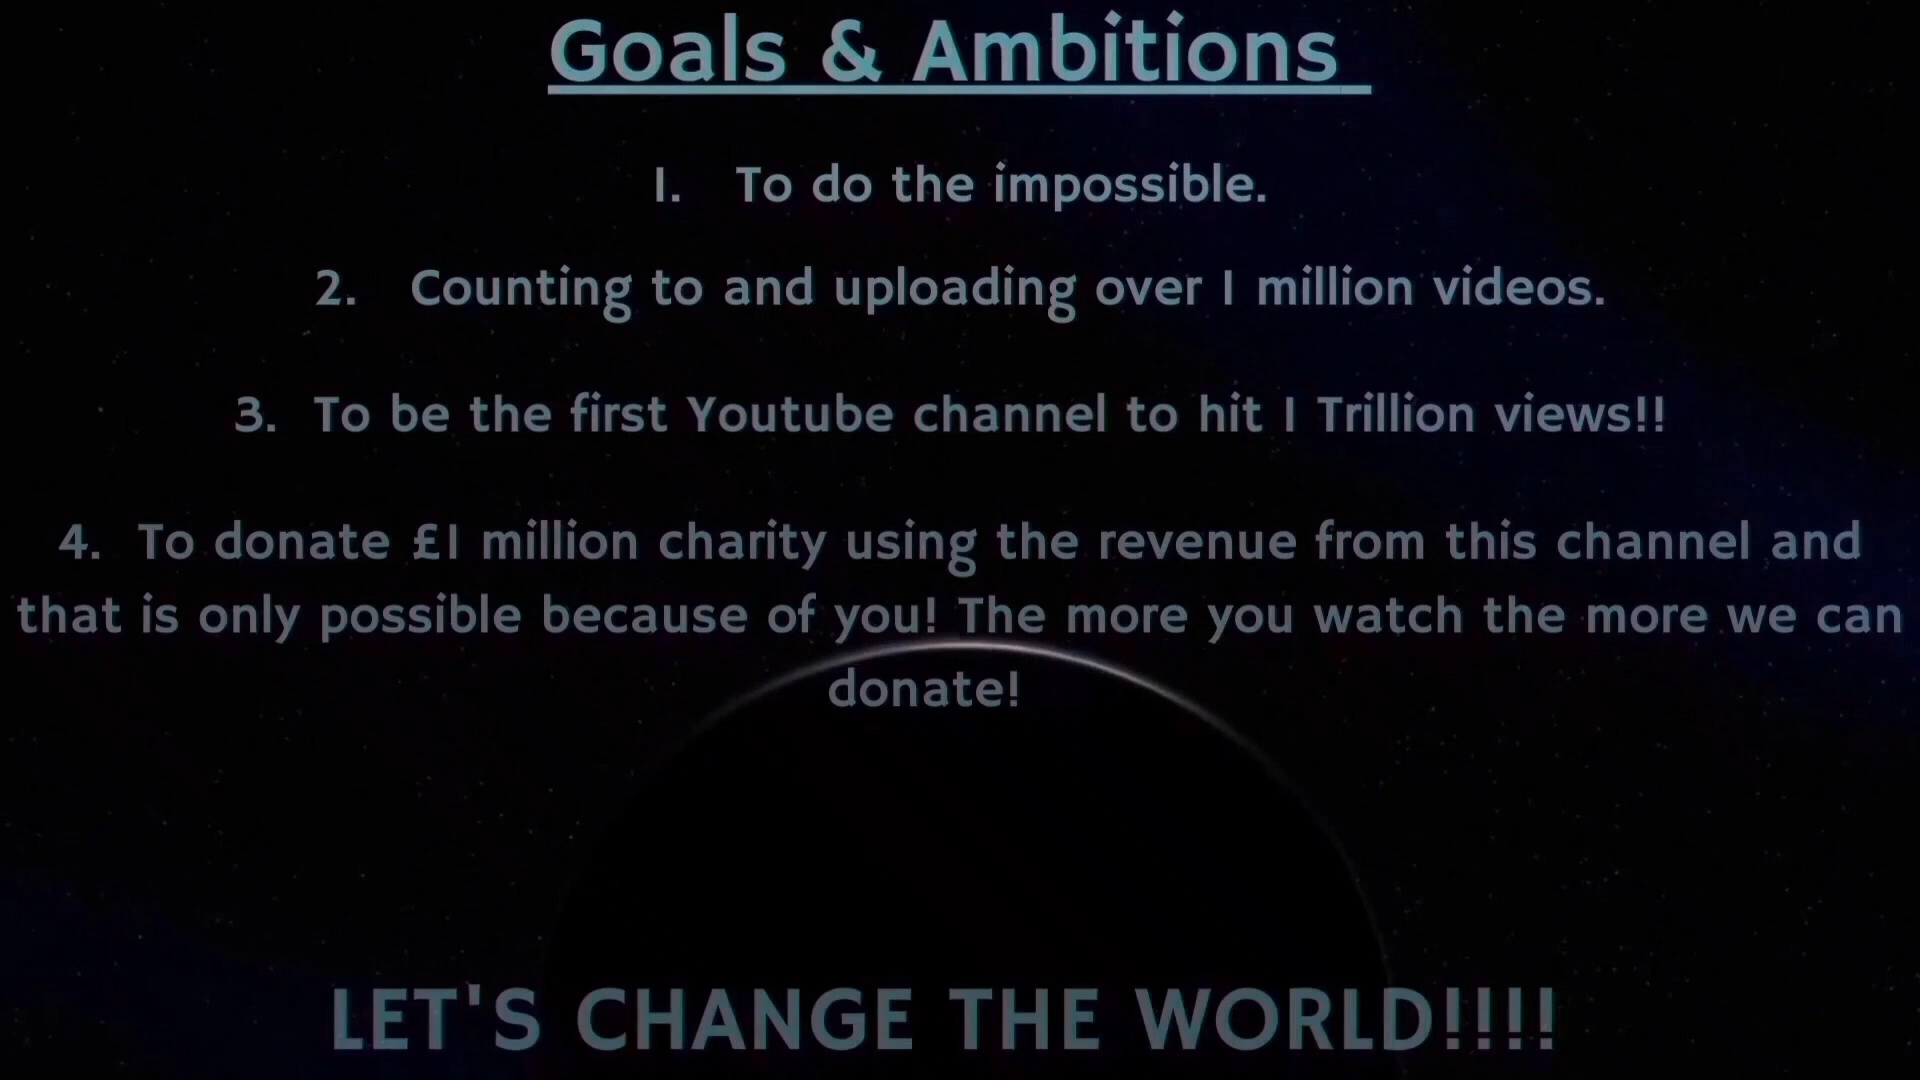 Goals & Ambitions
1. To do the impossible.
2. Counting to and uploading over 1 million videos.
3. To be the first Youtube channel to hit 1 Trillion views!!
4. To donate £1 million charity using the revenue from this channel and
that is only possible because of you! The more you watch the more we can
donate!
LET'S CHANGE THE WORLD!!!!